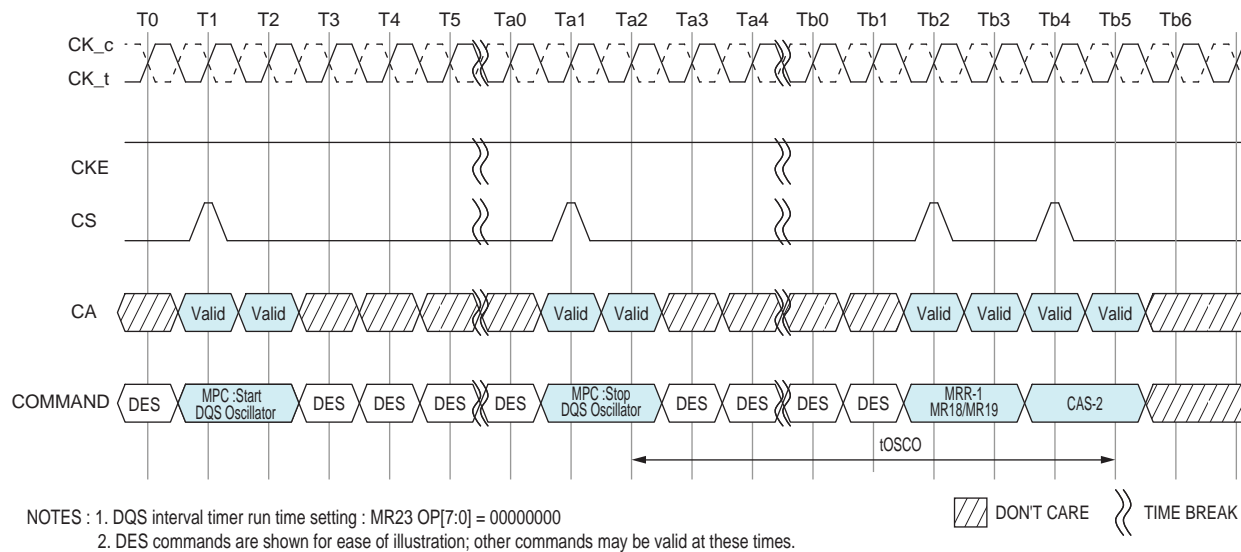 T0 T1 T2 T3 T4 T5 Ta0 Ta1 Ta2 Ta3 Ta4 Tb0 Tb1 Tb2 Tb3 Tb4 Tb5 Tb6
CK_c
CK_t
CKE
CS
CA Valid Valid Valid Valid Valid Valid Valid Valid
COMMAND DES MPC :Start DES DES DES DES MPC :Stop DES DES DES DES MRR-1 CAS-2
DQS Oscillator DQS Oscillator MR18/MR19
tOSCO
NOTES : 1. DQS interval timer run time setting : MR23 OP[7:0] = 00000000
DON'T CARE TIME BREAK
2. DES commands are shown for ease of illustration; other commands may be valid at these times.